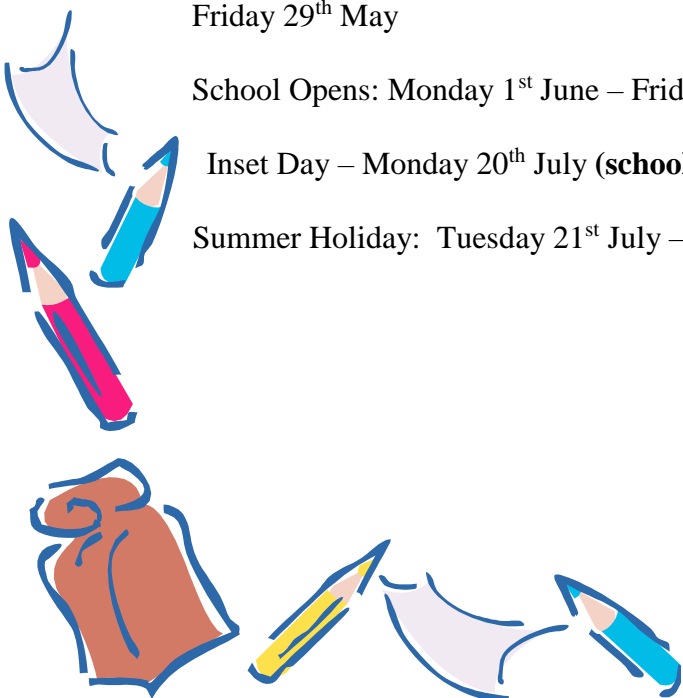 Friday 29th May
School Opens: Monday 1st June – Frid
Inset Day – Monday 20th July (school
Summer Holiday: Tuesday 21st July –